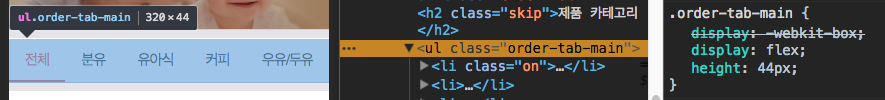 ul.order-tab-main | 320×44
전체 분유 유아식 커피 우유/두유
<h2 class="skip">제품 카테고리
</h2>
••• ▼<ul class="order-tab-main">
▶<li class="on">…</li>
▶<li>…</li>
.order-tab-main {
display: -webkit-box;
display: flex;
height: 44px;
}